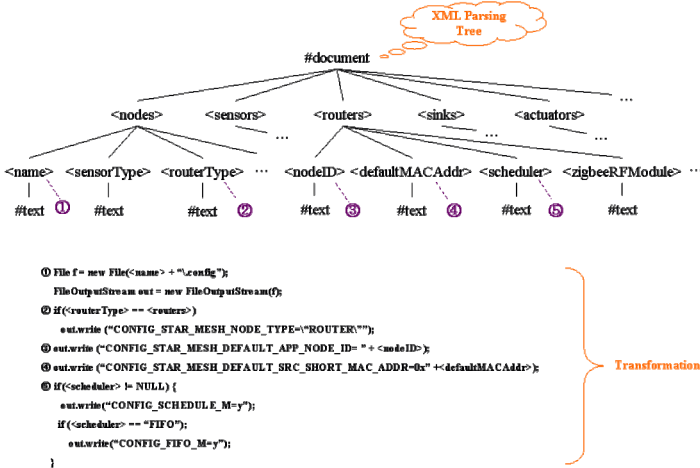 XML Parsing
Tree
#document
<nodes> <sensors> <routers> <sinks> <actuators> ...
... ... ...
<name> <sensorType> <routerType> ... <nodeID> <defaultMACAddr> <scheduler> <zigbeeRFModule> ...
#text ① #text #text ② #text ③ #text ④ #text ⑤ #text
① File f = new File(<name> + “\.config”);
FileOutputStream out = new FileOutputStream(f);
② if (<routerType> == <routers>)
out.write (“CONFIG_STAR_MESH_NODE_TYPE=\“ROUTER\””);
③ out.write (“CONFIG_STAR_MESH_DEFAULT_APP_NODE_ID= ” + <nodeID>);
④ out.write (“CONFIG_STAR_MESH_DEFAULT_SRC_SHORT_MAC_ADDR=0x” +<defaultMACAddr>);
⑤ if(<scheduler> != NULL) {
out.write(“CONFIG_SCHEDULE_M=y”);
if (<scheduler> == “FIFO”);
out.write(“CONFIG_FIFO_M=y”);
}
Transformation